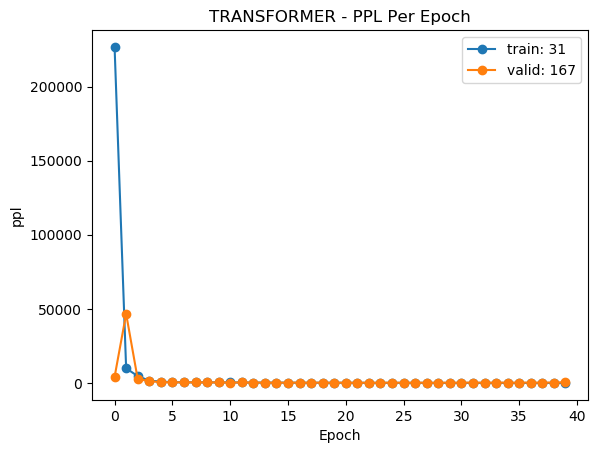 TRANSFORMER - PPL Per Epoch
train: 31
valid: 167
ppl
200000
150000
100000
50000
0
0 5 10 15 20 25 30 35 40
Epoch